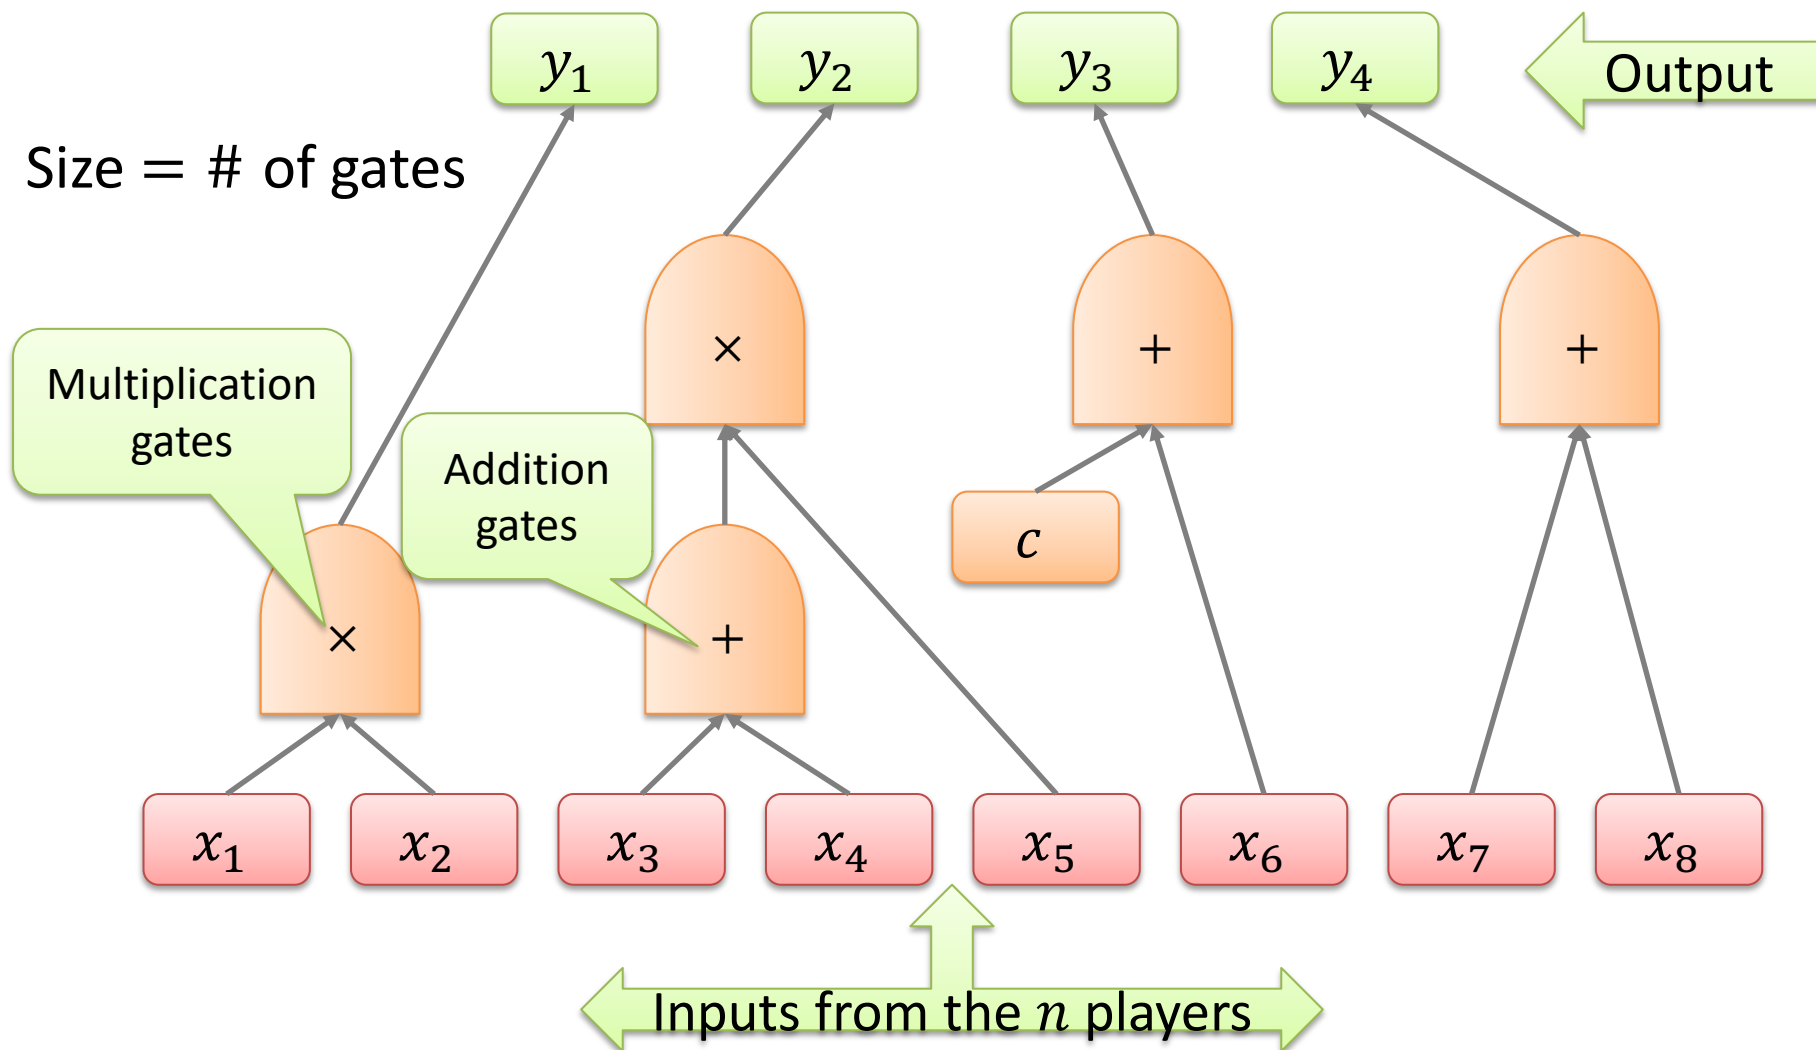 y₁ y₂ y₃ y₄ Output
Size = # of gates
× + +
Multiplication
gates
Addition
gates
c
× +
x₁ x₂ x₃ x₄ x₅ x₆ x₇ x₈
Inputs from the n players